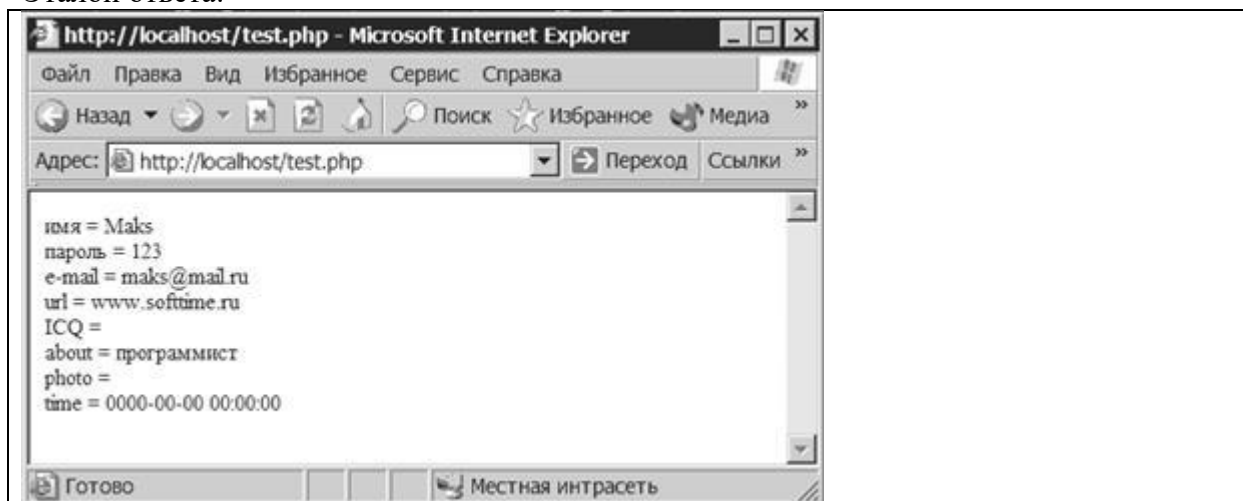 Эталон ответа:
http://localhost/test.php - Microsoft Internet Explorer
Файл Правка Вид Избранное Сервис Справка
Назад Поиск Избранное Медиа »
Адрес: http://localhost/test.php Переход Ссылки »
имя = Maks
пароль = 123
e-mail = maks@mail.ru
url = www.softtime.ru
ICQ =
about = программист
photo =
time = 0000-00-00 00:00:00
Готово Местная интрасеть